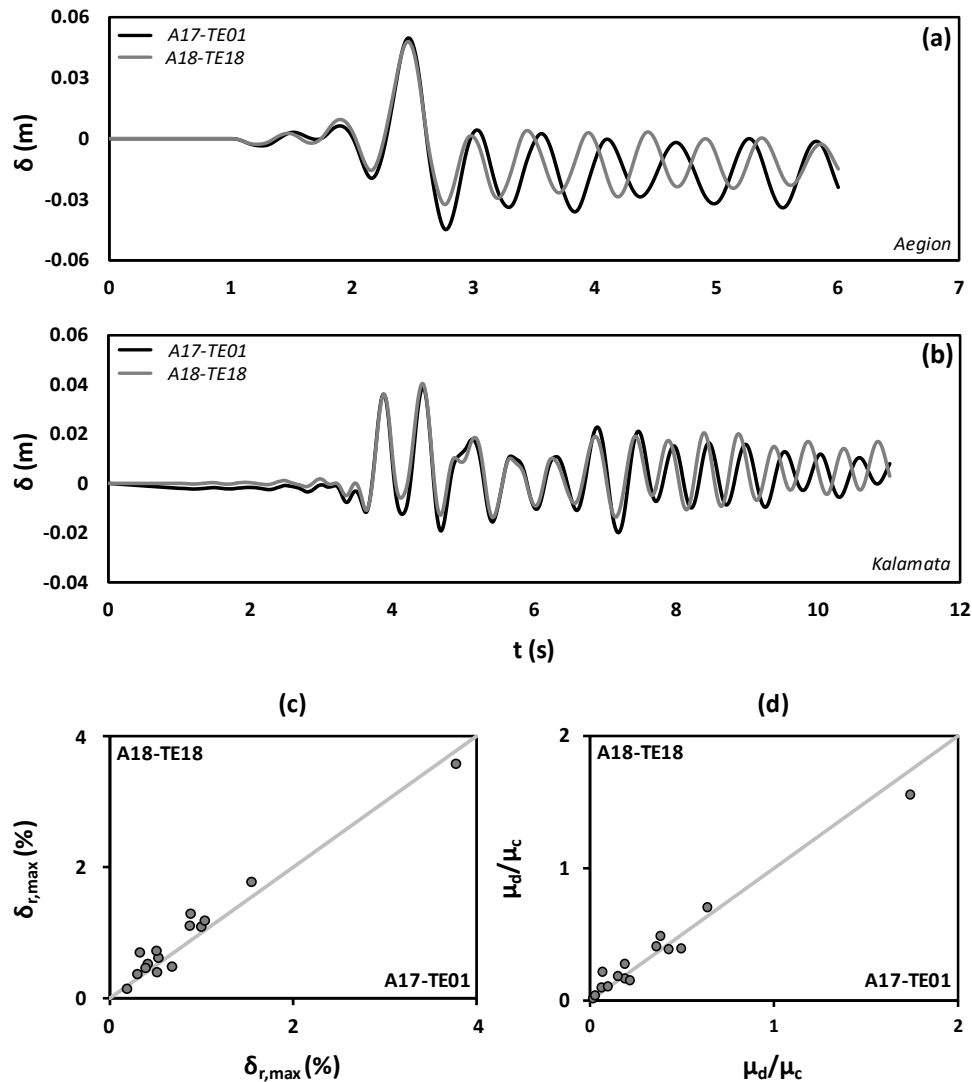 0.06
0.03
0
-0.03
-0.06
δ (m)
A17-TE01
A18-TE18
(a)
Aegion
0 1 2 3 4 5 6 7
0.06
0.04
0.02
0
-0.02
-0.04
δ (m)
A17-TE01
A18-TE18
(b)
Kalamata
0 2 4 6 8 10 12
t (s)
(c)
4
2
0
δr,max (%)
A18-TE18
A17-TE01
0 2 4
δr,max (%)
(d)
2
1
0
μd/μc
A18-TE18
A17-TE01
0 1 2
μd/μc